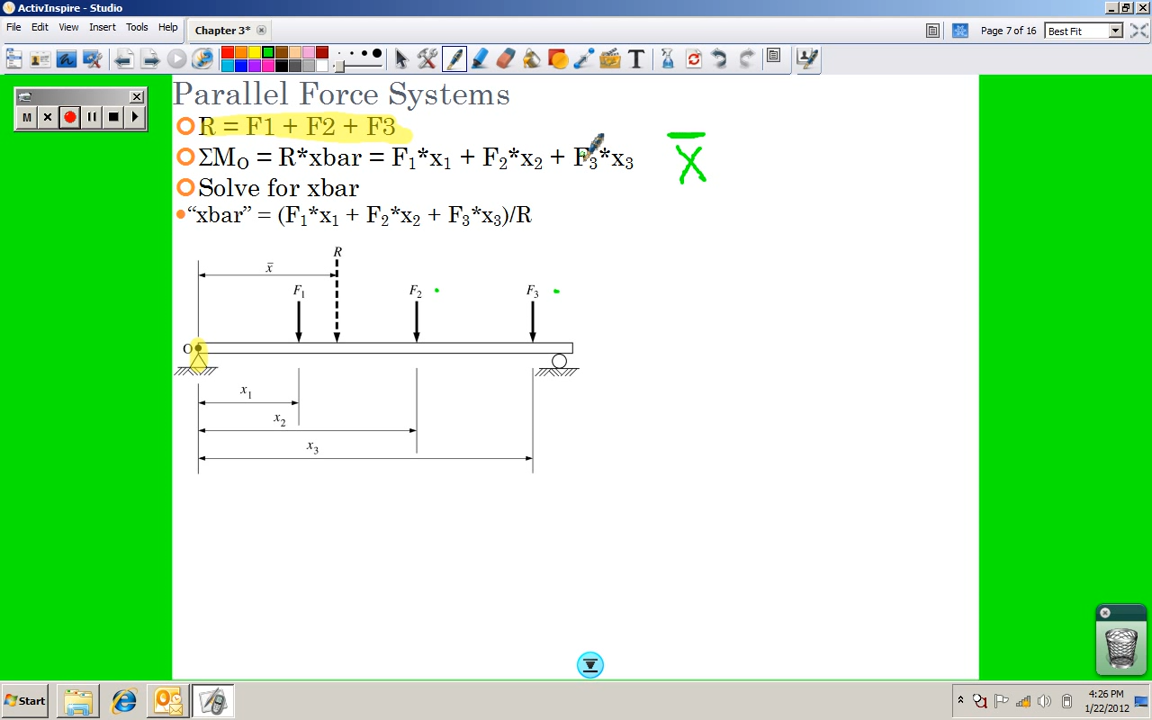 ActivInspire - Studio
File Edit View Insert Tools Help
Chapter 3*
Page 7 of 16
Best Fit
M
Parallel Force Systems
R = F1 + F2 + F3
ΣM₀ = R*xbar = F₁*x₁ + F₂*x₂ + F₃*x₃
x̄
Solve for xbar
"xbar" = (F₁*x₁ + F₂*x₂ + F₃*x₃)/R
R
x̄
F₁ F₂ F₃
O
x₁
x₂
x₃
Start
4:26 PM
1/22/2012